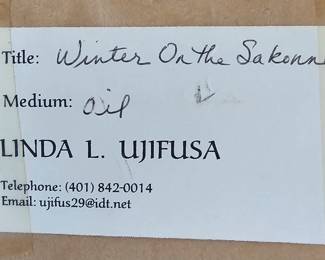 Title: Winter On the Sakonn
Medium: oil
LINDA L. UJIFUSA
Telephone: (401) 842-0014
Email: ujifus29@idt.net